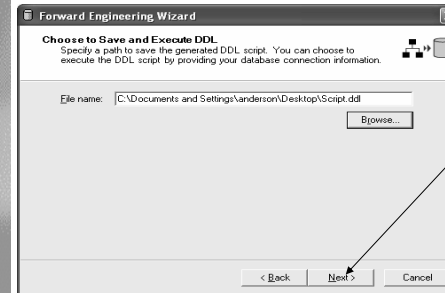 Forward Engineering Wizard
Choose to Save and Execute DDL
Specify a path to save the generated DDL script. You can choose to
execute the DDL script by providing your database connection information.
File name: C:\Documents and Settings\anderson\Desktop\Script.ddl
Browse...
< Back Next > Cancel